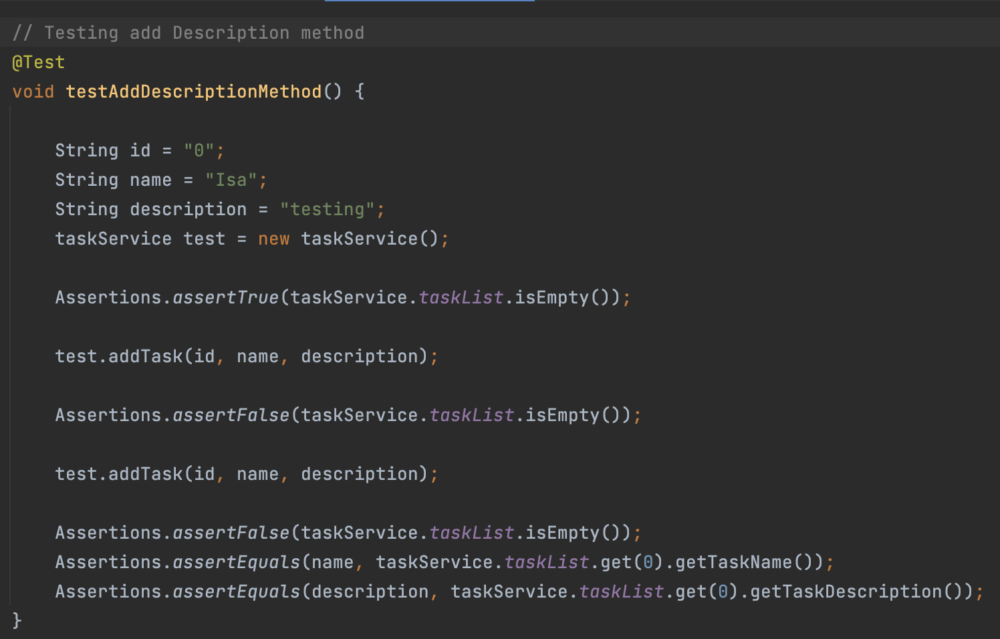 // Testing add Description method
@Test
void testAddDescriptionMethod() {
String id = "0";
String name = "Isa";
String description = "testing";
taskService test = new taskService();
Assertions.assertTrue(taskService.taskList.isEmpty());
test.addTask(id, name, description);
Assertions.assertFalse(taskService.taskList.isEmpty());
test.addTask(id, name, description);
Assertions.assertFalse(taskService.taskList.isEmpty());
Assertions.assertEquals(name, taskService.taskList.get(0).getTaskName());
Assertions.assertEquals(description, taskService.taskList.get(0).getTaskDescription());
}